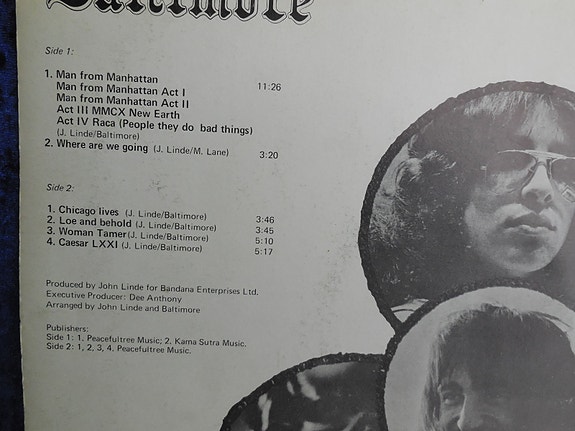 Baltimore
Side 1:
1. Man from Manhattan
Man from Manhattan Act I 11:26
Man from Manhattan Act II
Act III MMCX New Earth
Act IV Raca (People they do bad things)
(J. Linde/Baltimore)
2. Where are we going (J. Linde/M. Lane) 3:20
Side 2:
1. Chicago lives (J. Linde/Baltimore) 3:46
2. Loe and behold (J. Linde/Baltimore) 3:45
3. Woman Tamer(J. Linde/Baltimore) 5:10
4. Caesar LXXI (J. Linde/Baltimore) 5:17
Produced by John Linde for Bandana Enterprises Ltd.
Executive Producer: Dee Anthony
Arranged by John Linde and Baltimore
Publishers:
Side 1: 1. Peacefultree Music; 2. Kama Sutra Music.
Side 2: 1, 2, 3, 4. Peacefultree Music.